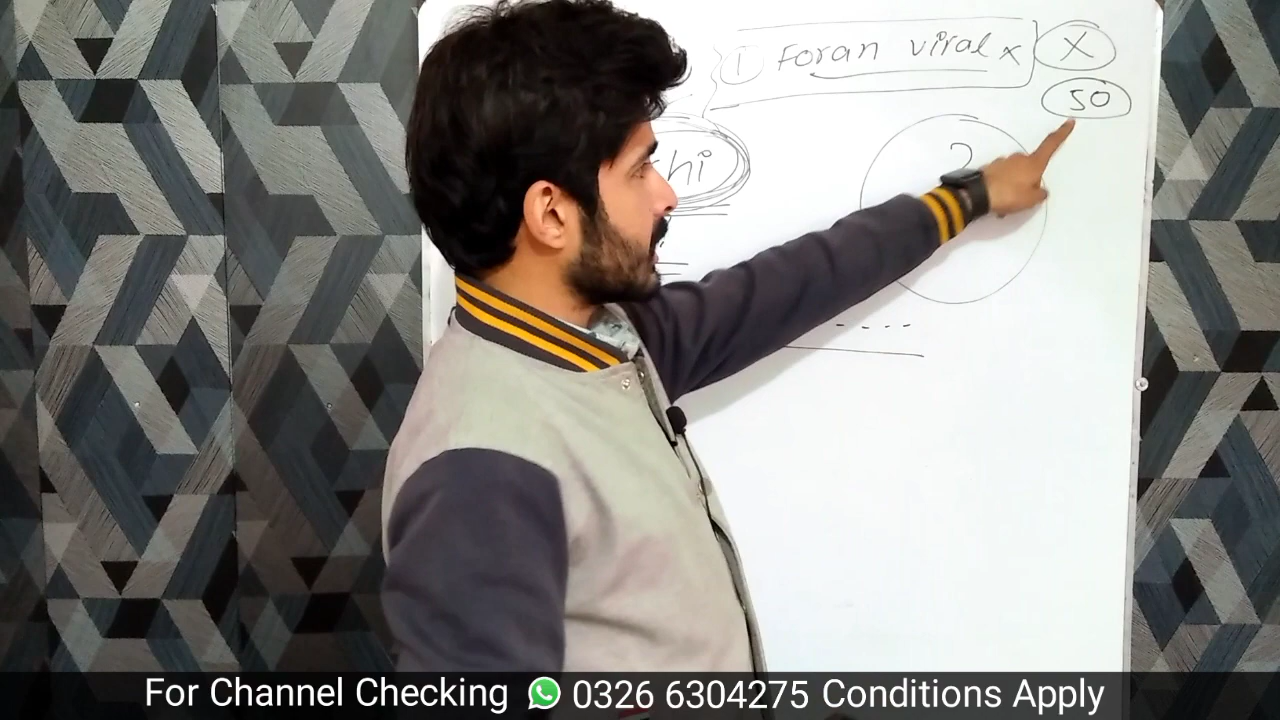 ① Foran viral x X
50
hi
2
For Channel Checking 0326 6304275 Conditions Apply